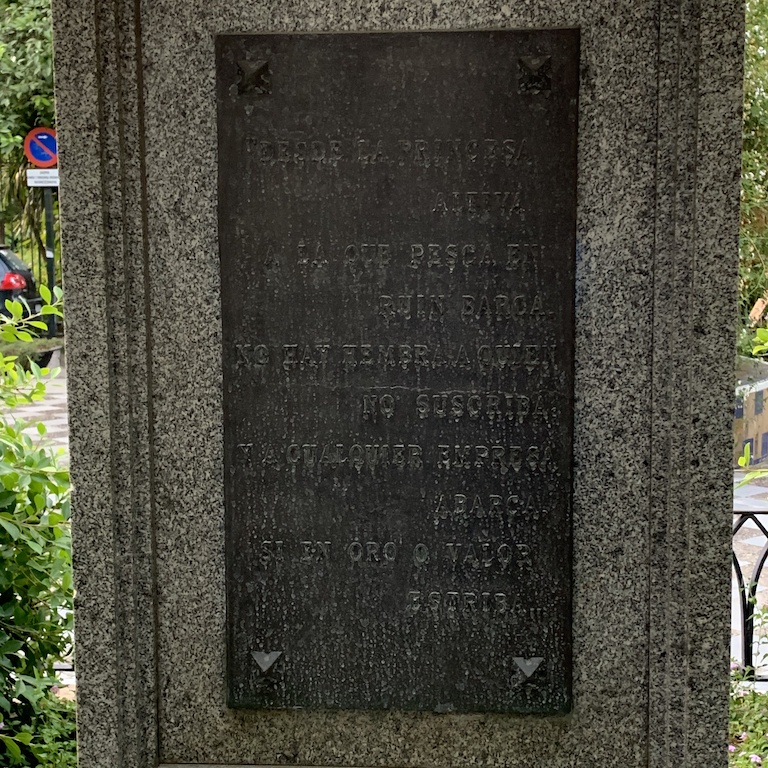 "DESDE LA PRINCESA
ALTIVA
A LA QUE PESCA EN
RUIN BARCA,
NO HAY HEMBRA A QUIEN
NO SUSCRIBA;
Y A CUALQUIER EMPRESA
ABARCA,
SI EN ORO O VALOR
ESTRIBA...